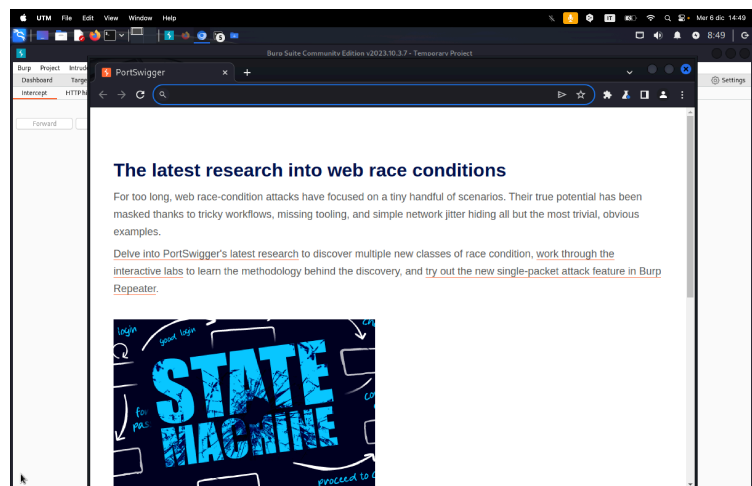 UTM File Edit View Window Help Mer 6 dic 14:49
5 8:49
Burp Suite Community Edition v2023.10.3.7 - Temporary Project
Burp Project Intrud
PortSwigger
Dashboard Targe Settings
Intercept HTTP hi
Forward
The latest research into web race conditions
For too long, web race-condition attacks have focused on a tiny handful of scenarios. Their true potential has been
masked thanks to tricky workflows, missing tooling, and simple network jitter hiding all but the most trivial, obvious
examples.
Delve into PortSwigger's latest research to discover multiple new classes of race condition, work through the
interactive labs to learn the methodology behind the discovery, and try out the new single-packet attack feature in Burp
Repeater.
login
good login
STATE
MACHINE
for
pas
proceed to c